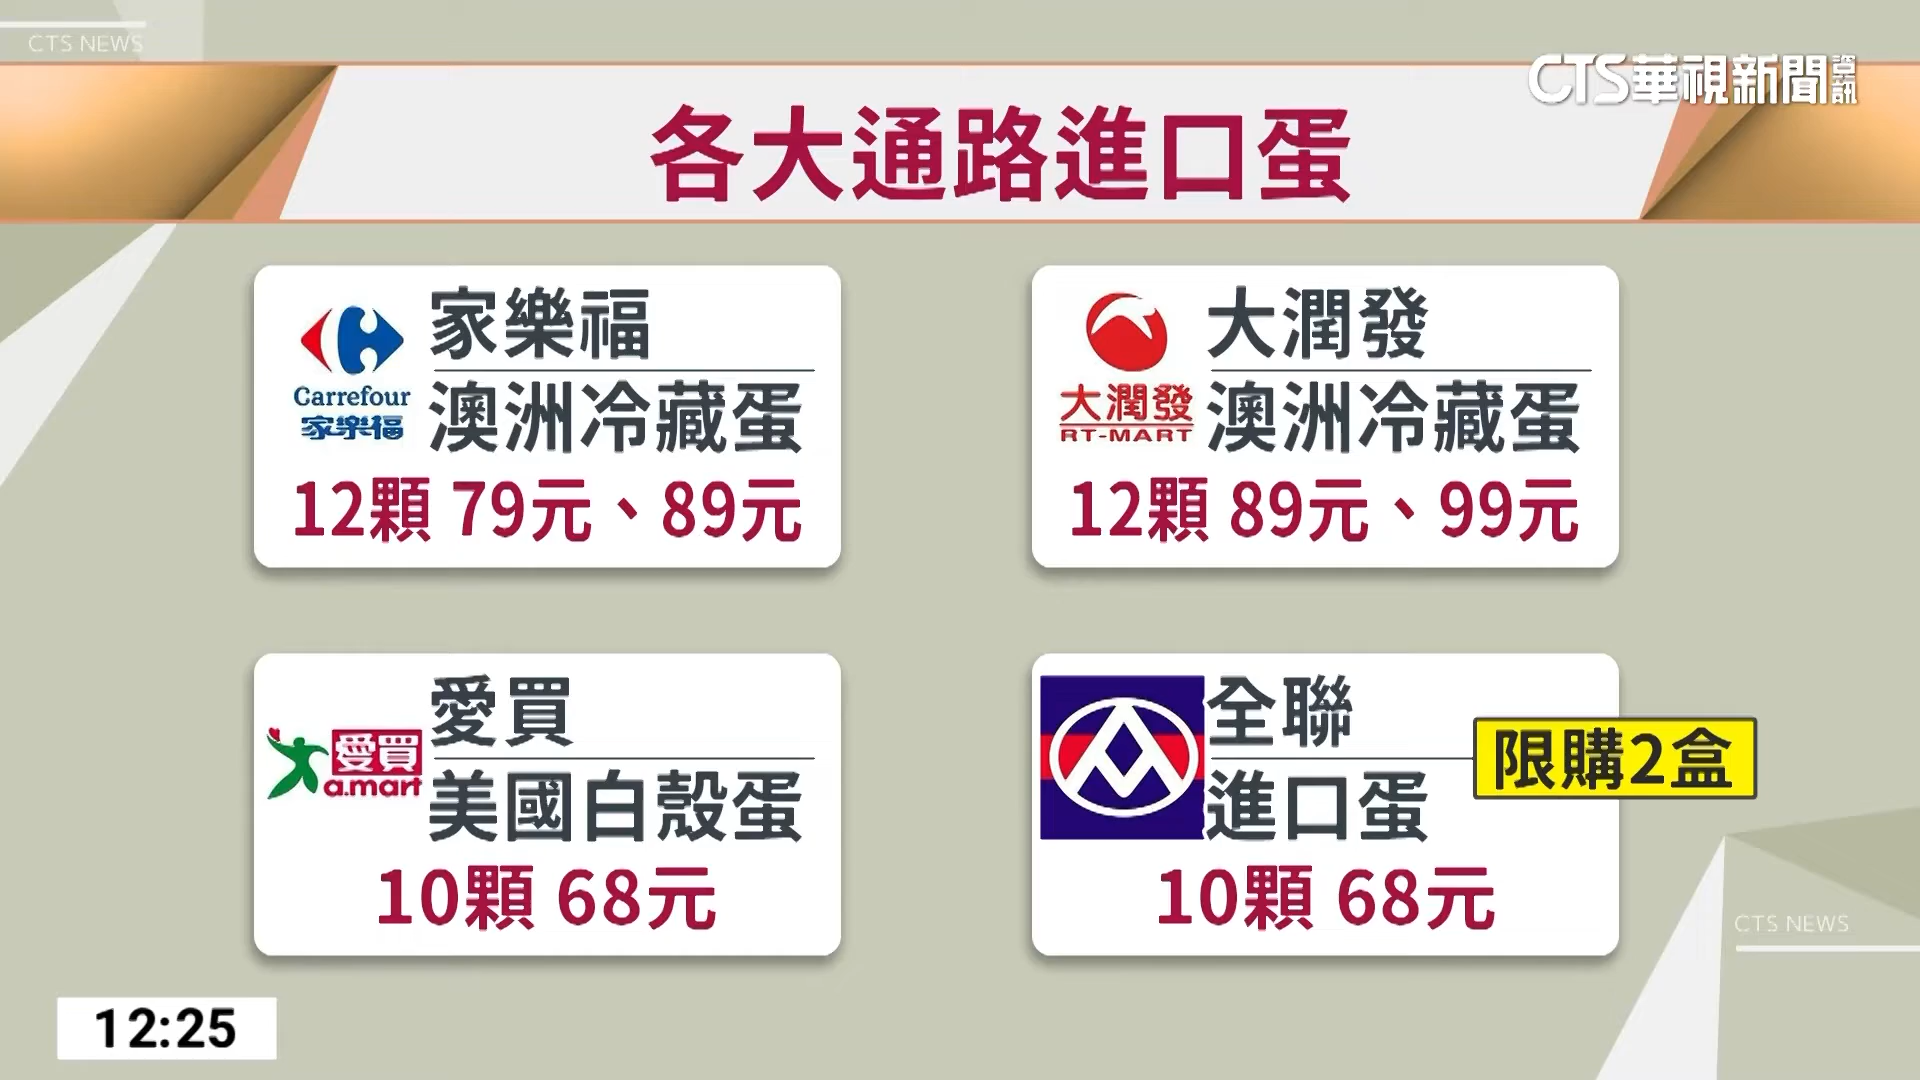 CTS NEWS
CTS華視新聞資訊
各大通路進口蛋
Carrefour
家樂福
家樂福
澳洲冷藏蛋
12顆 79元、89元
大潤發
RT-MART
大潤發
澳洲冷藏蛋
12顆 89元、99元
愛買
a.mart
愛買
美國白殼蛋
10顆 68元
全聯
進口蛋
限購2盒
10顆 68元
CTS NEWS
12:25